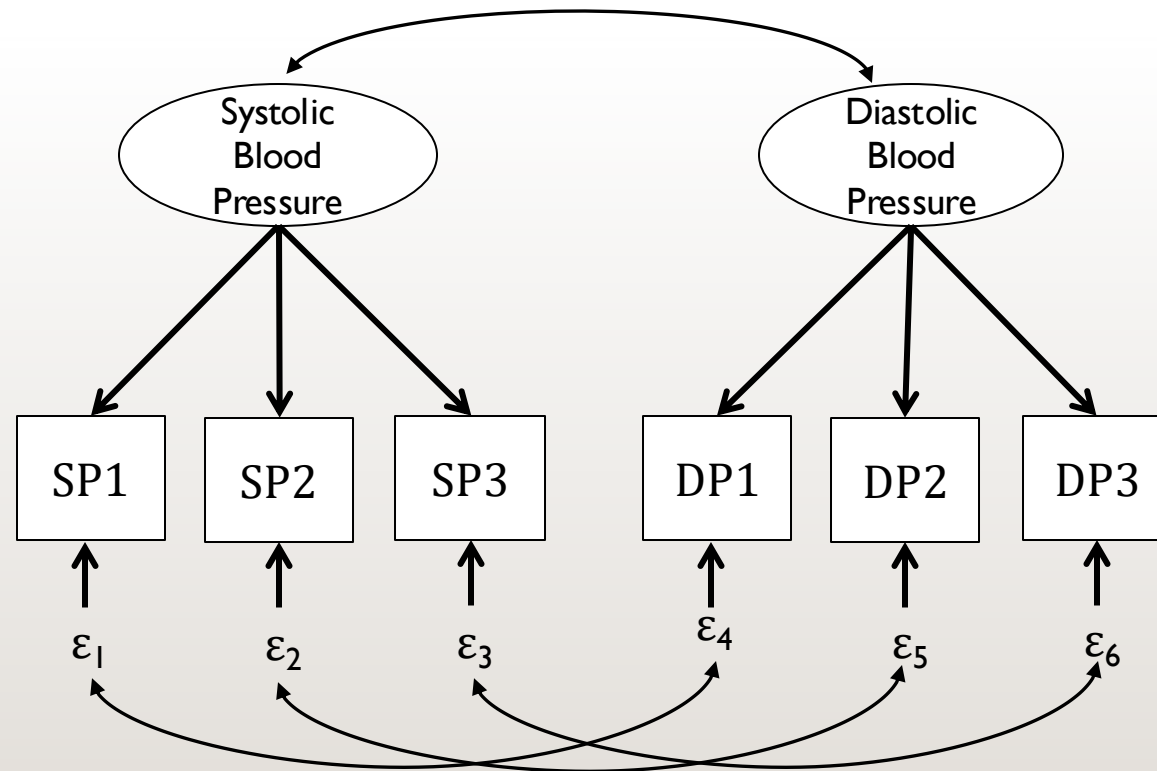 Systolic
Blood
Pressure
Diastolic
Blood
Pressure
SP1
SP2
SP3
DP1
DP2
DP3
ε₁
ε₂
ε₃
ε₄
ε₅
ε₆